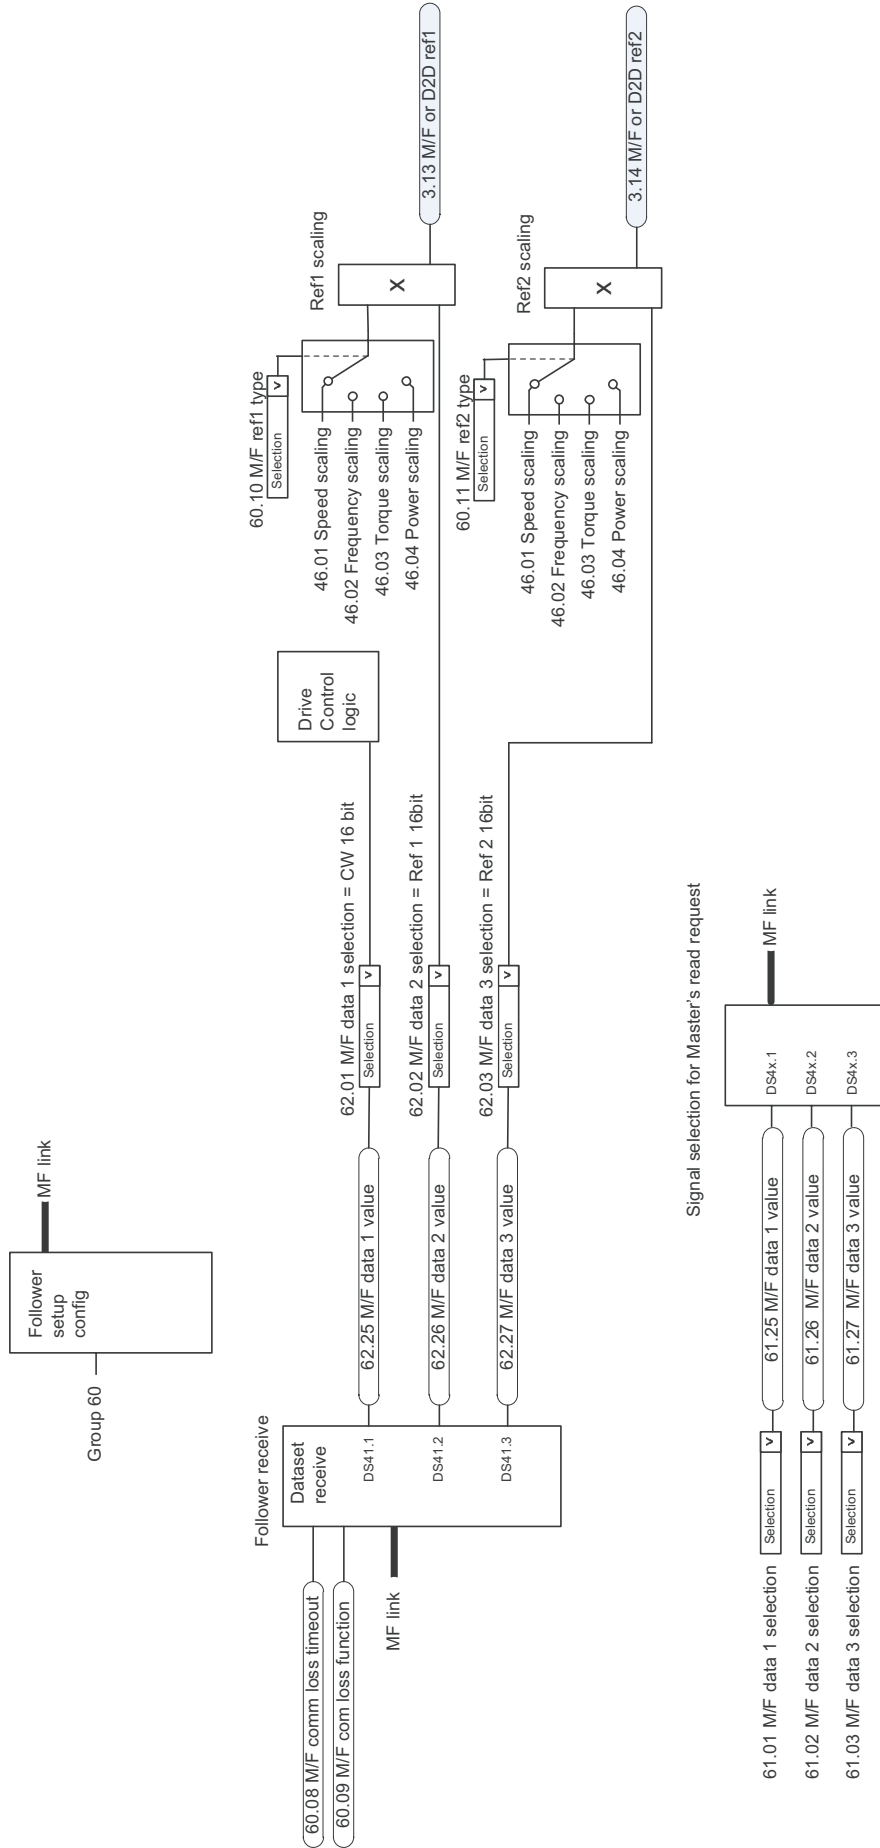 Follower
setup
config
MF link
Group 60
Follower receive
Dataset
receive
60.08 M/F comm loss timeout
60.09 M/F com loss function
MF link
DS41.1
DS41.2
DS41.3
62.25 M/F data 1 value
62.26 M/F data 2 value
62.27 M/F data 3 value
62.01 M/F data 1 selection = CW 16 bit
Selection
v
62.02 M/F data 2 selection = Ref 1 16bit
Selection
v
62.03 M/F data 3 selection = Ref 2 16bit
Selection
v
Drive
Control
logic
60.10 M/F ref1 type
Selection
v
46.01 Speed scaling
46.02 Frequency scaling
46.03 Torque scaling
46.04 Power scaling
Ref1 scaling
X
3.13 M/F or D2D ref1
60.11 M/F ref2 type
Selection
v
46.01 Speed scaling
46.02 Frequency scaling
46.03 Torque scaling
46.04 Power scaling
Ref2 scaling
X
3.14 M/F or D2D ref2
Signal selection for Master's read request
61.01 M/F data 1 selection
Selection
v
61.25 M/F data 1 value
DS4x.1
MF link
61.02 M/F data 2 selection
Selection
v
61.26 M/F data 2 value
DS4x.2
61.03 M/F data 3 selection
Selection
v
61.27 M/F data 3 value
DS4x.3